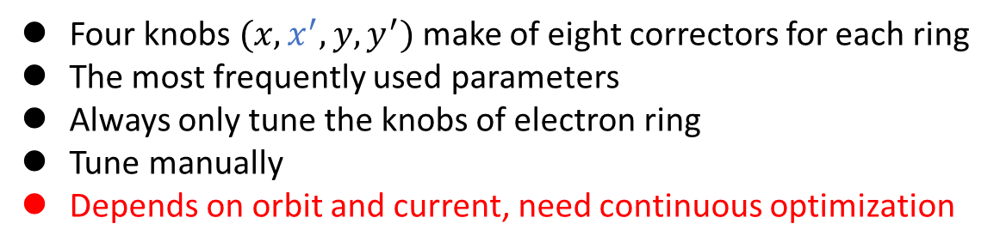 ● Four knobs (x, x′, y, y′) make of eight correctors for each ring
● The most frequently used parameters
● Always only tune the knobs of electron ring
● Tune manually
● Depends on orbit and current, need continuous optimization